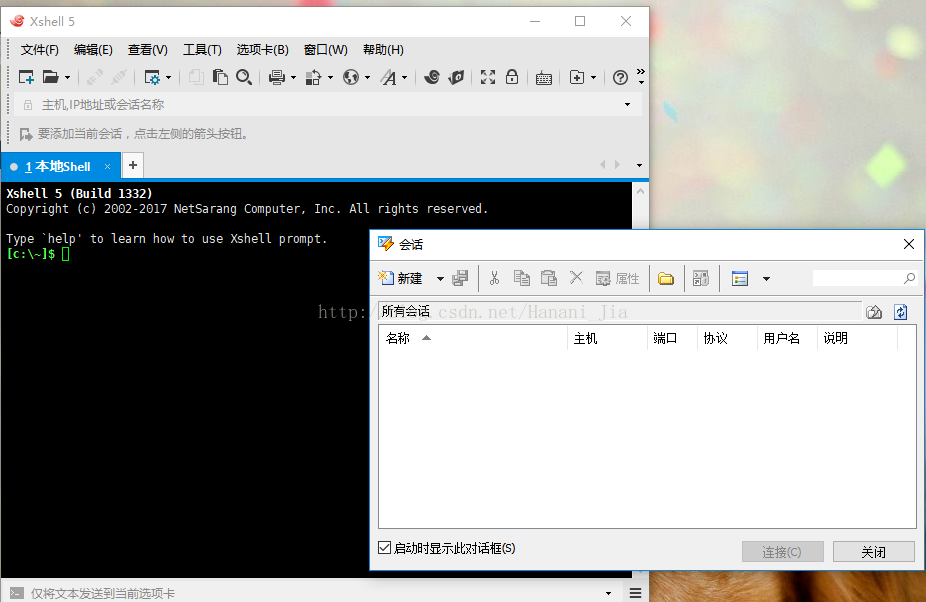 Xshell 5
文件(F) 编辑(E) 查看(V) 工具(T) 选项卡(B) 窗口(W) 帮助(H)
主机,IP地址或会话名称
要添加当前会话，点击左侧的箭头按钮。
1 本地Shell
Xshell 5 (Build 1332)
Copyright (c) 2002-2017 NetSarang Computer, Inc. All rights reserved.
Type `help' to learn how to use Xshell prompt.
[c:\~]$
会话
新建 属性
所有会话
http: csdn.net/Hanani_Jia
名称 主机 端口 协议 用户名 说明
启动时显示此对话框(S)
连接(C) 关闭
仅将文本发送到当前选项卡